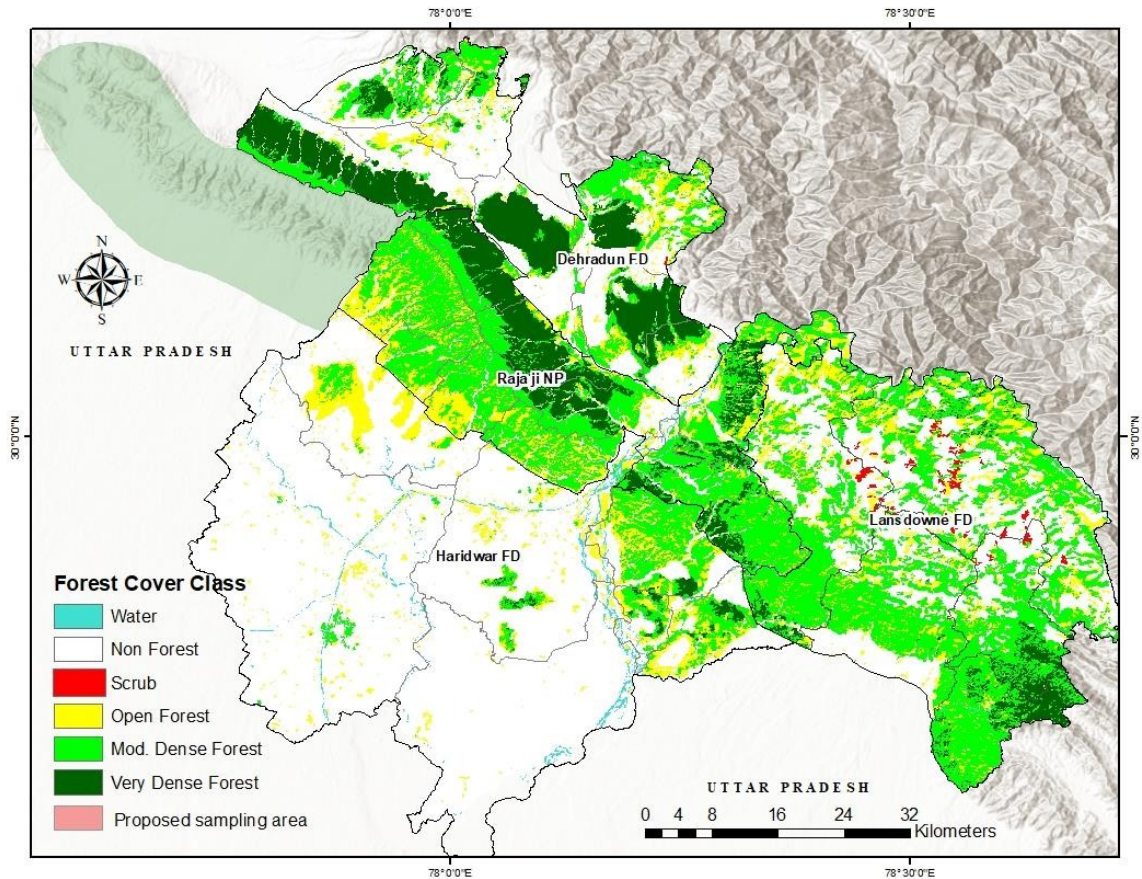 78°0'0"E
78°30'0"E
N
W E
S
UTTAR PRADESH
Dehradun FD
Rajaji NP
30°0'0"N
30°0'0"N
Lansdowne FD
Haridwar FD
Forest Cover Class
Water
Non Forest
Scrub
Open Forest
Mod. Dense Forest
Very Dense Forest
Proposed sampling area
UTTAR PRADESH
0 4 8 16 24 32
Kilometers
78°0'0"E
78°30'0"E